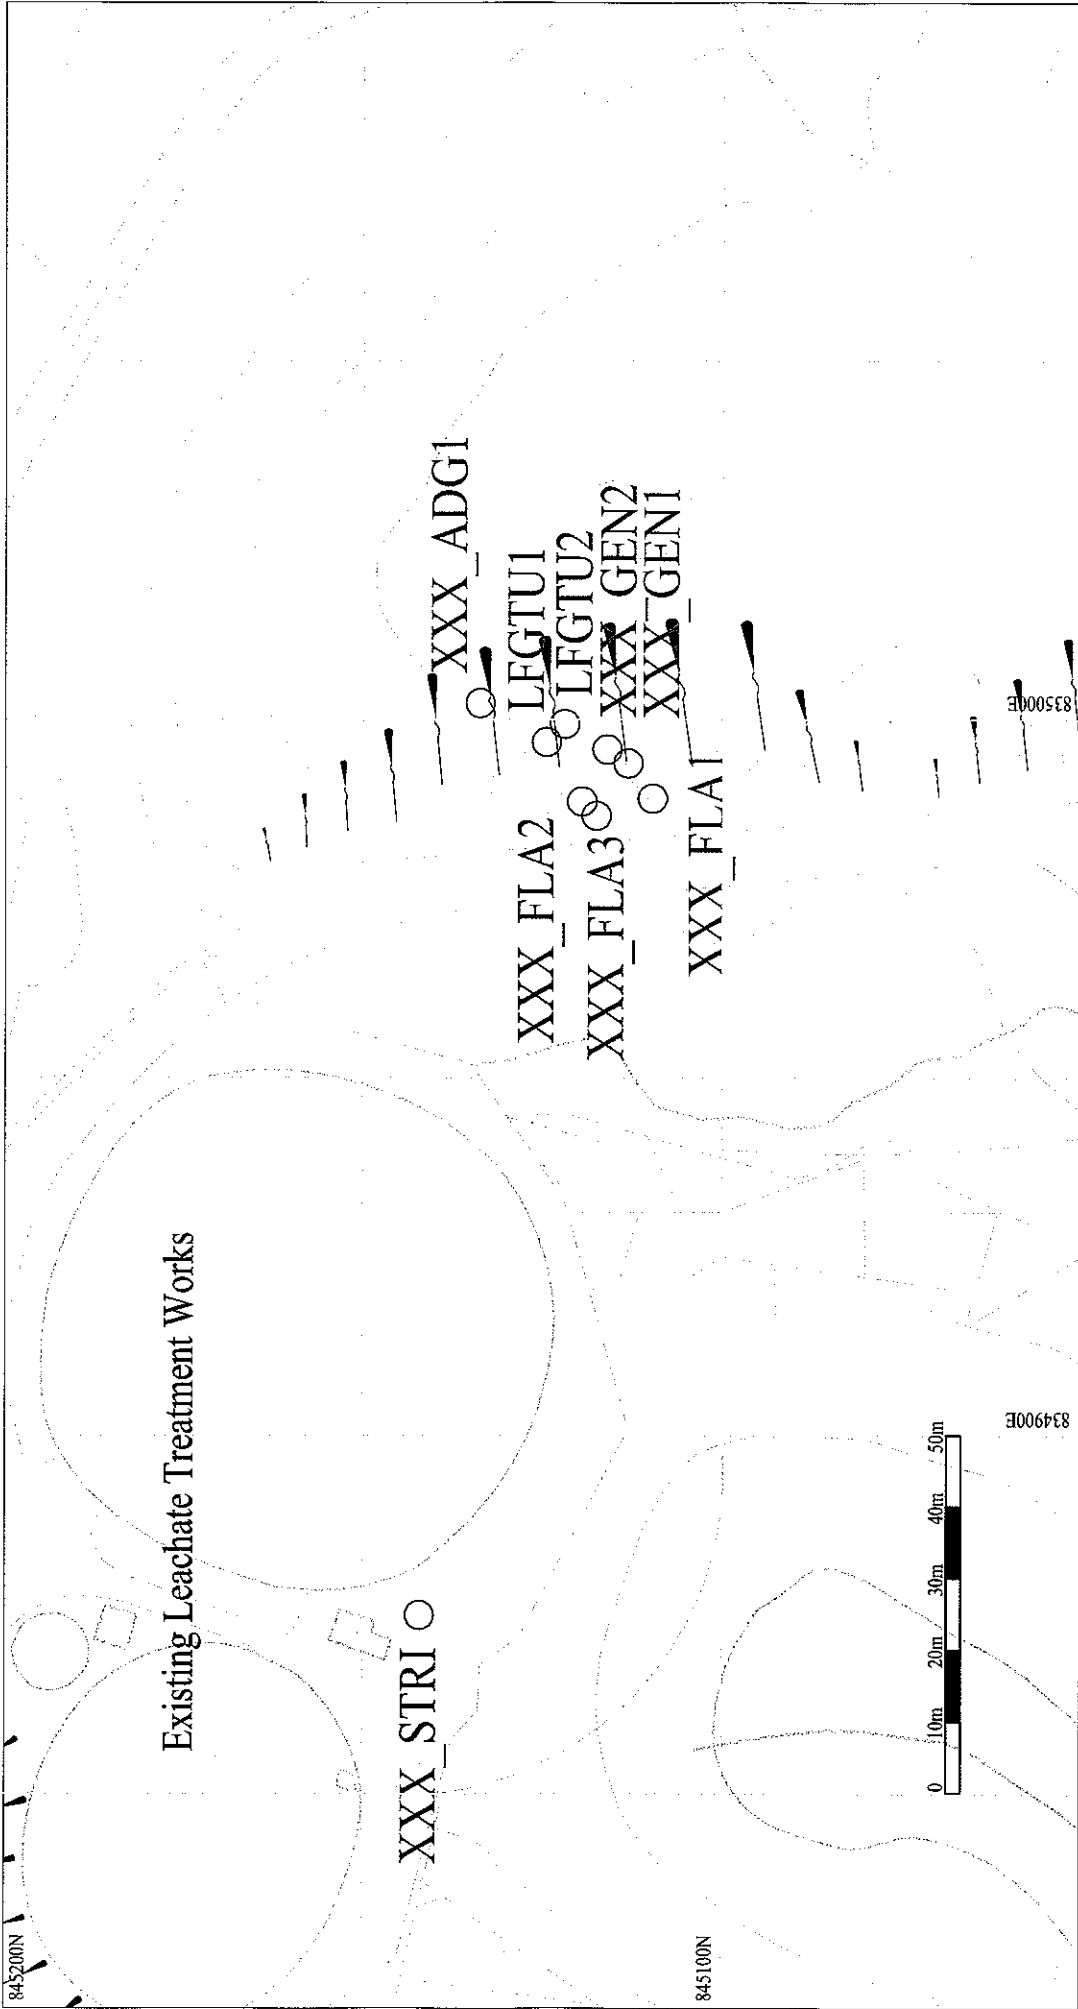 845200N
Existing Leachate Treatment Works
XXX_STRI
XXX_ADG1
LFGTU1
LFGTU2
XXX_FLA2
XXX_GEN2
XXX_FLA3
XXX_GEN1
XXX_FLA1
845100N
0 10m 20m 30m 40m 50m
834900E
835000E